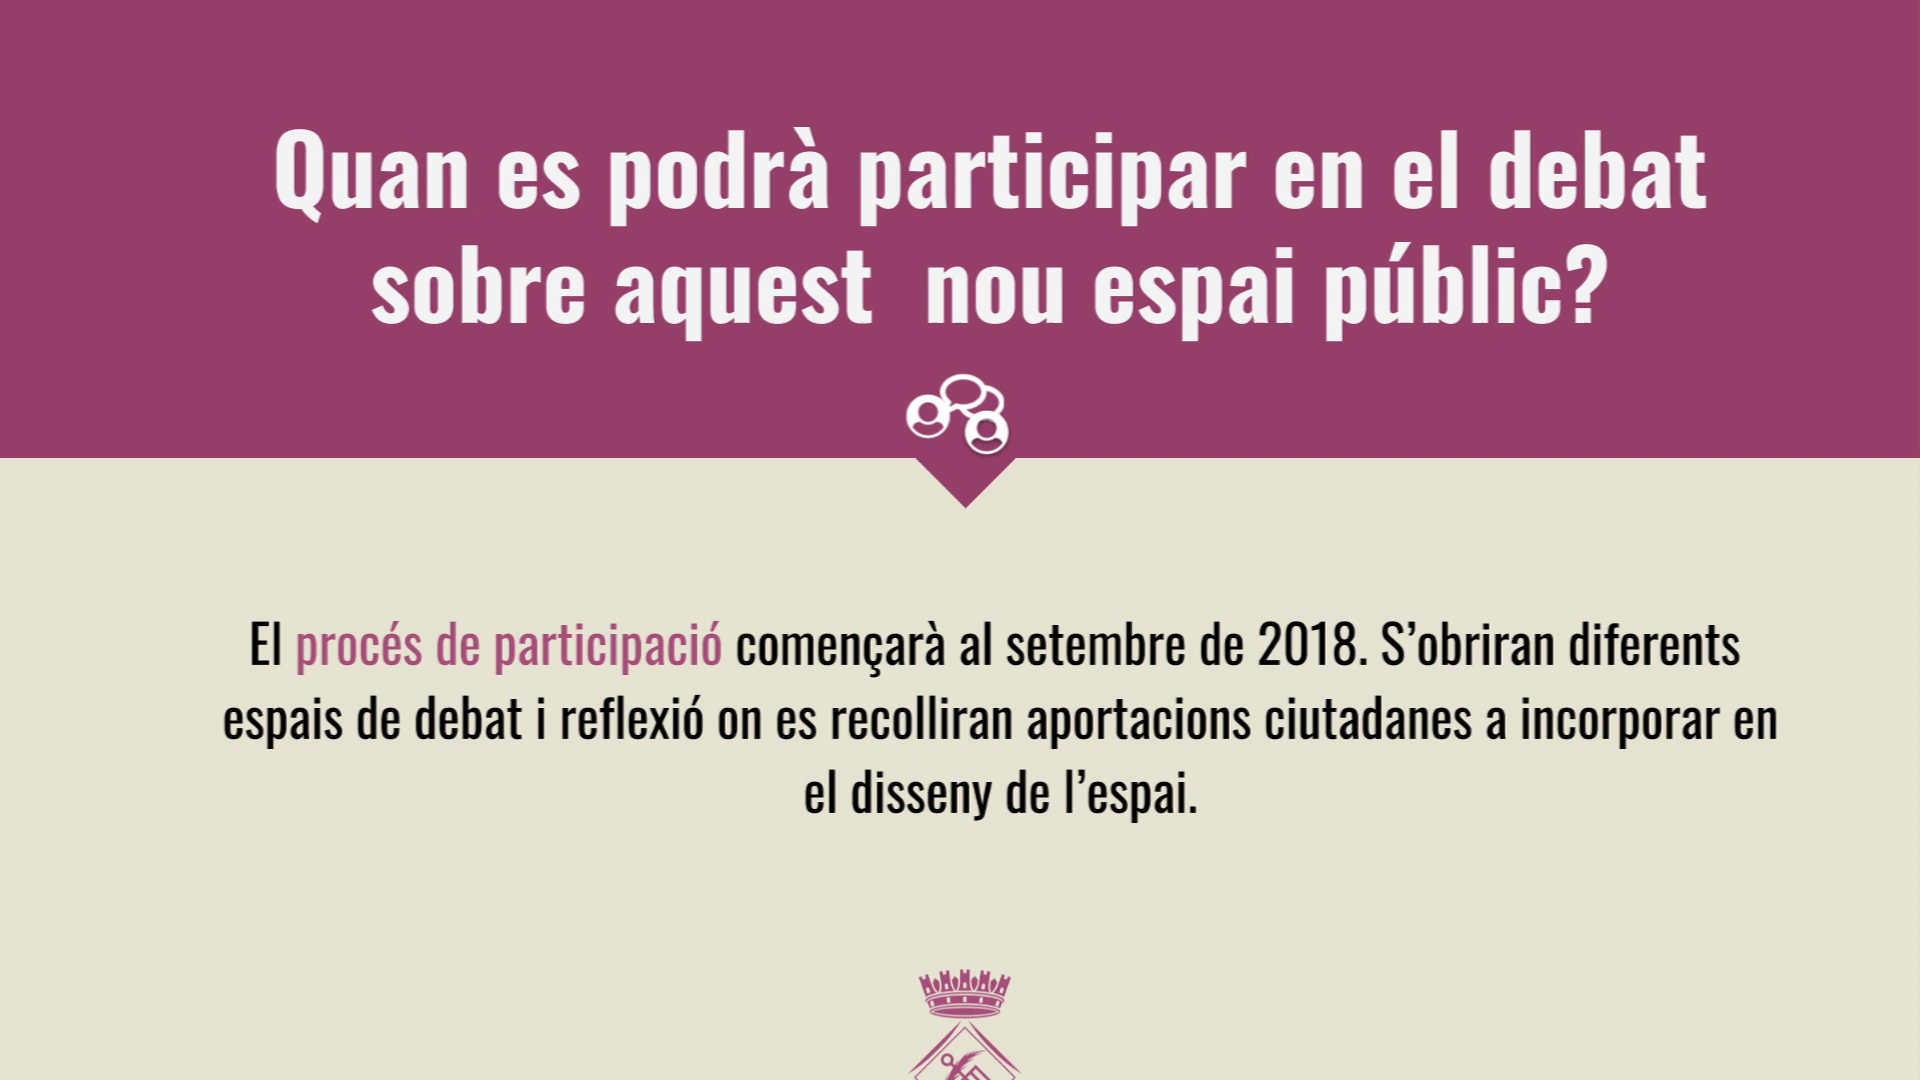 Quan es podrà participar en el debat
sobre aquest  nou espai públic?
El procés de participació començarà al setembre de 2018. S’obriran diferents
espais de debat i reflexió on es recolliran aportacions ciutadanes a incorporar en
el disseny de l’espai.